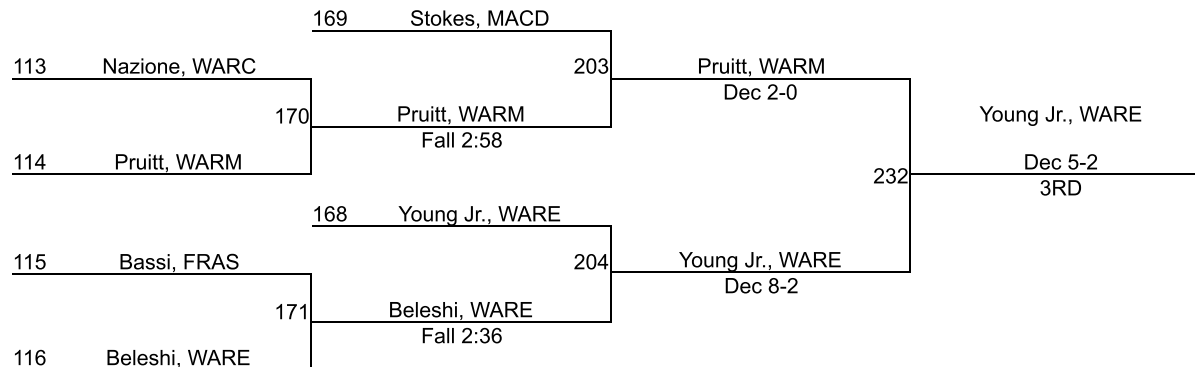 169 Stokes, MACD
113 Nazione, WARC
203 Pruitt, WARM
Dec 2-0
170 Pruitt, WARM
Fall 2:58
Young Jr., WARE
114 Pruitt, WARM
Dec 5-2
232
3RD
168 Young Jr., WARE
115 Bassi, FRAS
204 Young Jr., WARE
Dec 8-2
171 Beleshi, WARE
Fall 2:36
116 Beleshi, WARE